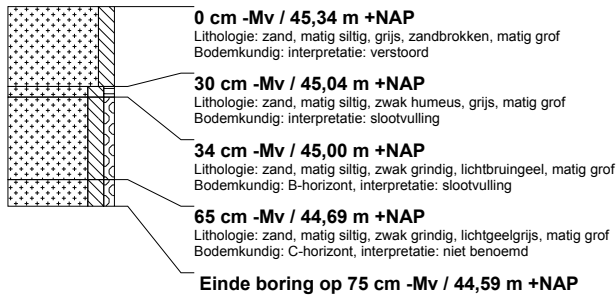 0 cm -Mv / 45,34 m +NAP
Lithologie: zand, matig siltig, grijs, zandbrokken, matig grof
Bodemkundig: interpretatie: verstoord
30 cm -Mv / 45,04 m +NAP
Lithologie: zand, matig siltig, zwak humeus, grijs, matig grof
Bodemkundig: interpretatie: slootvulling
34 cm -Mv / 45,00 m +NAP
Lithologie: zand, matig siltig, zwak grindig, lichtbruingeel, matig grof
Bodemkundig: B-horizont, interpretatie: slootvulling
65 cm -Mv / 44,69 m +NAP
Lithologie: zand, matig siltig, zwak grindig, lichtgeelgrijs, matig grof
Bodemkundig: C-horizont, interpretatie: niet benoemd
Einde boring op 75 cm -Mv / 44,59 m +NAP